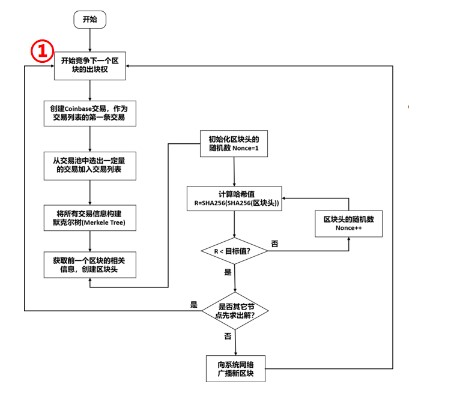 开始
①
开始竞争下一个区
块的出块权
创建Coinbase交易，作为
交易列表的第一条交易
从交易池中选出一定量
的交易加入交易列表
将所有交易信息构建
默克尔树(Merkele Tree)
获取前一个区块的相关
信息，创建区块头
初始化区块头的
随机数 Nonce=1
计算哈希值
R=SHA256(SHA256(区块头))
区块头的随机数
Nonce++
R < 目标值?
否
是
是否其它节
点先求出解?
是
否
向系统网络
广播新区块